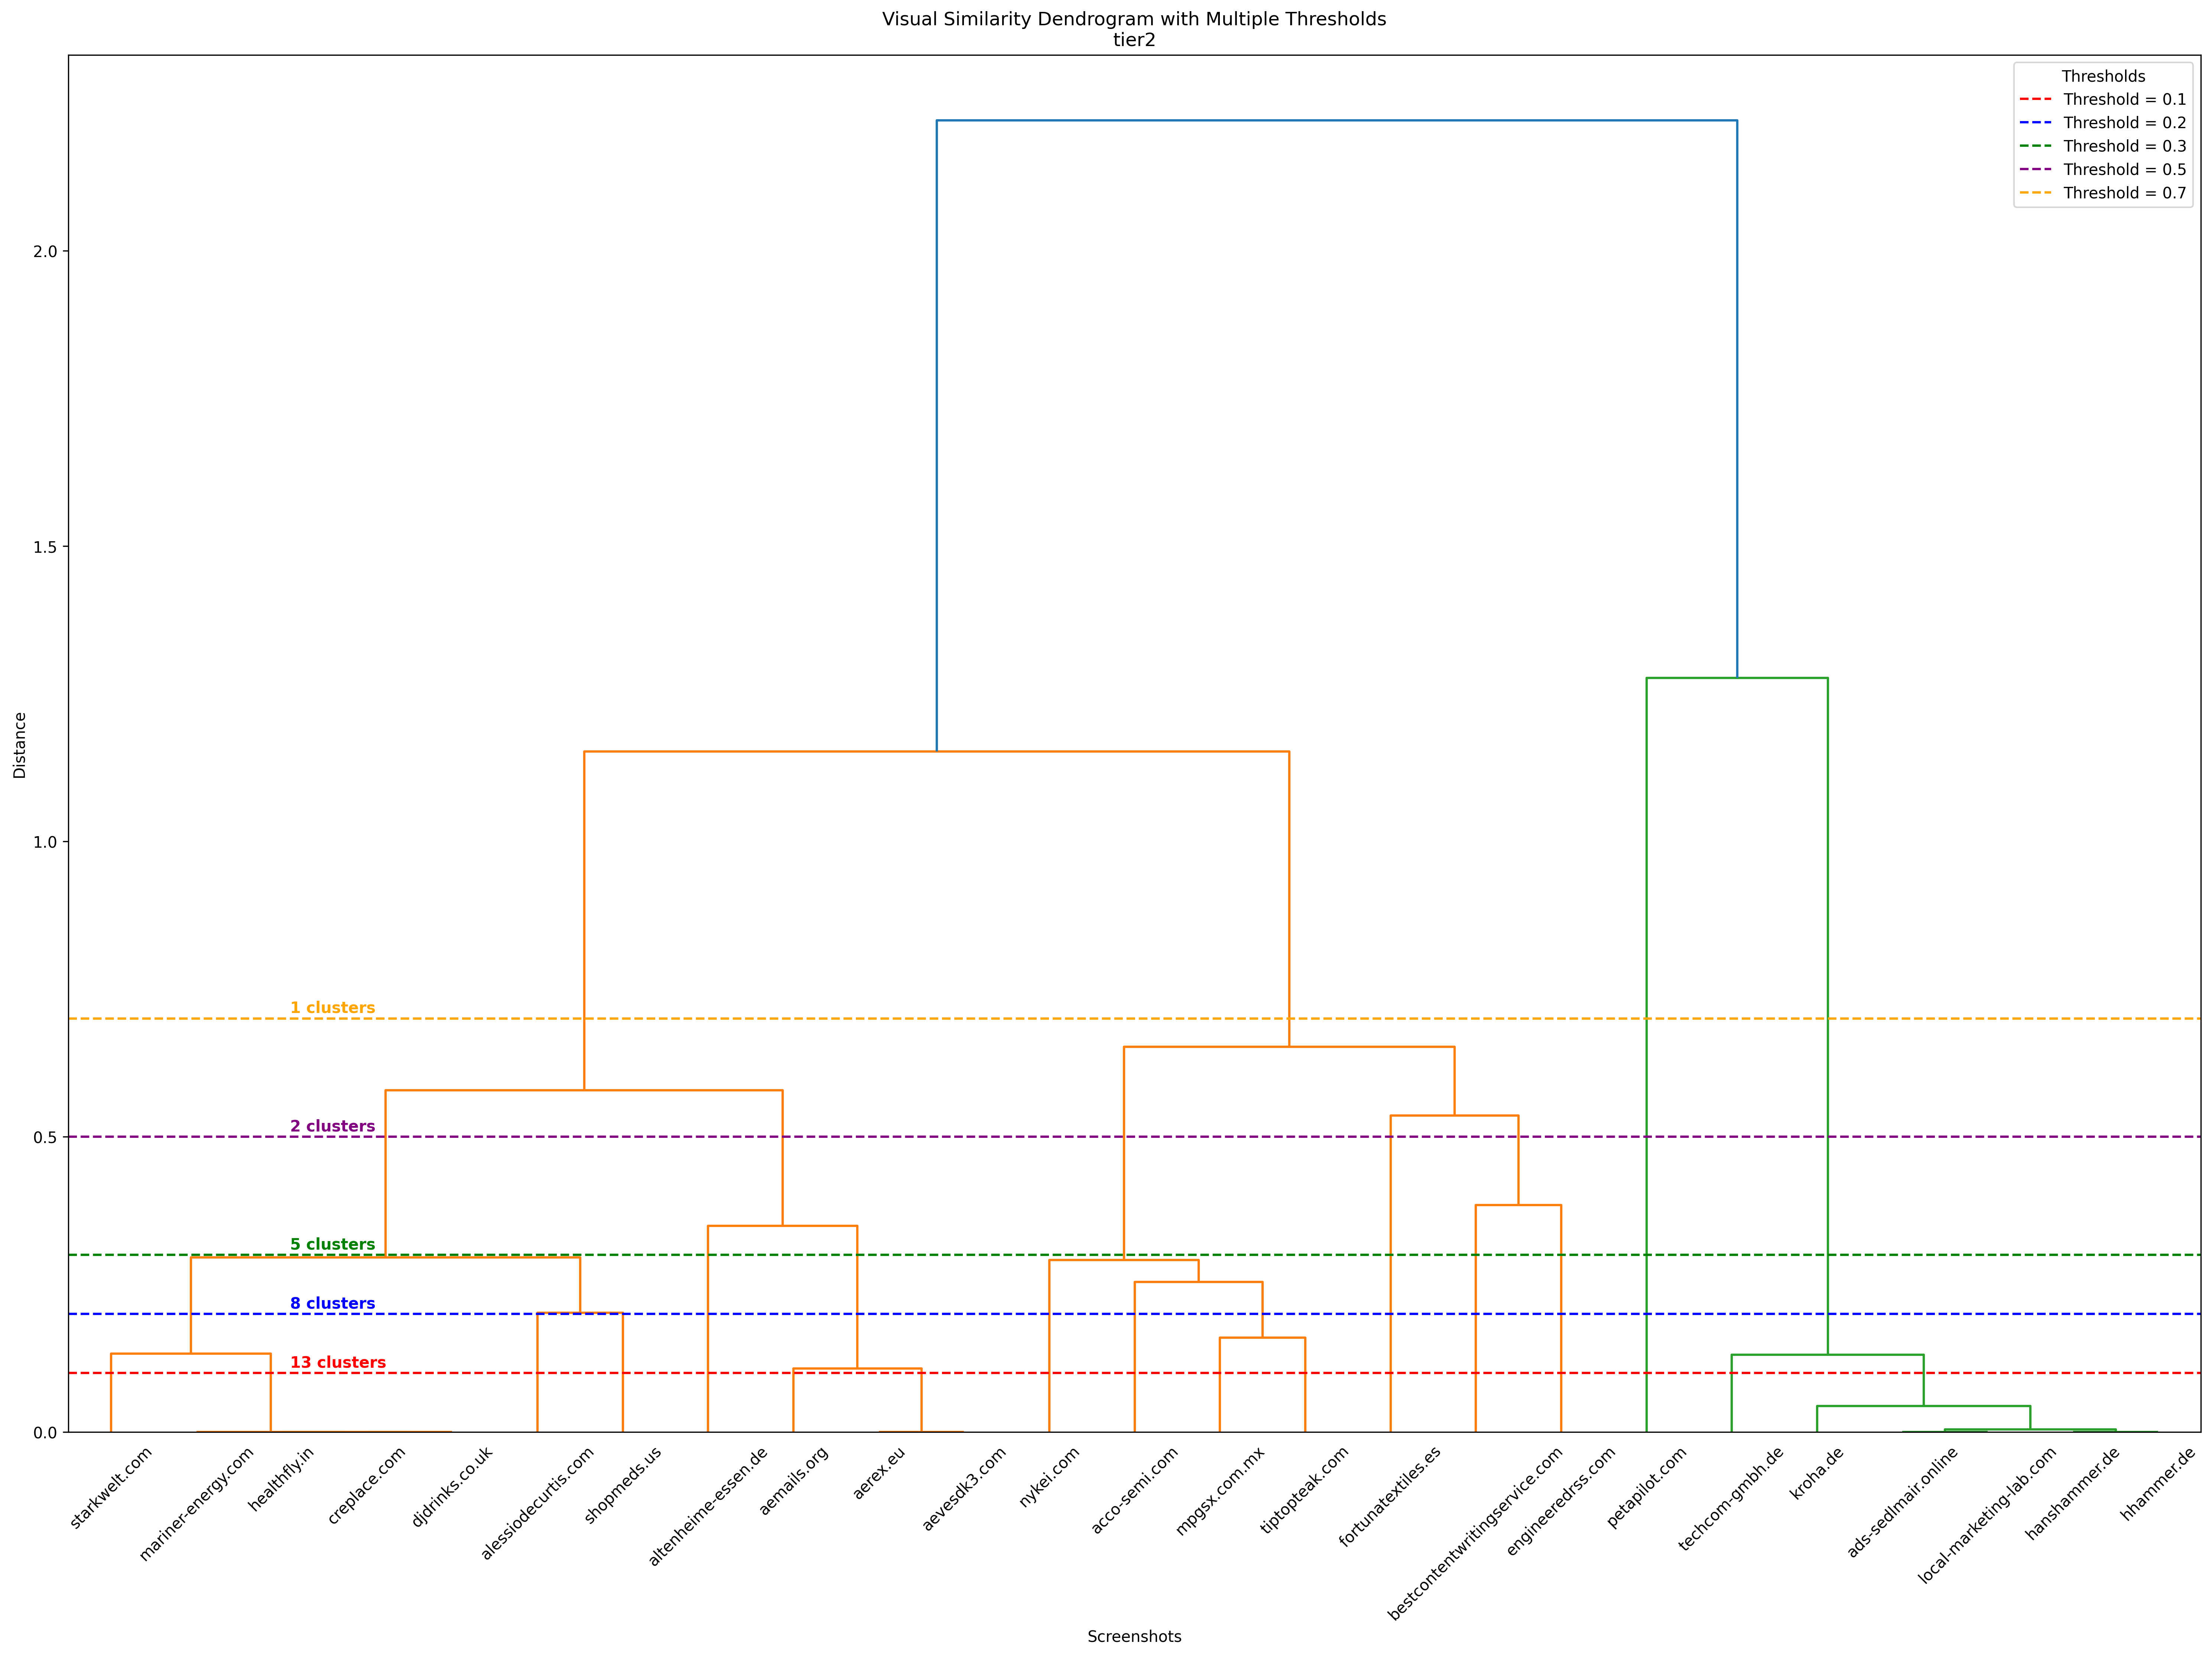 Visual Similarity Dendrogram with Multiple Thresholds
tier2
Thresholds
Threshold = 0.1
Threshold = 0.2
Threshold = 0.3
Threshold = 0.5
Threshold = 0.7
2.0
1.5
1.0
0.5
0.0
Distance
1 clusters
2 clusters
5 clusters
8 clusters
13 clusters
starkwelt.com
mariner-energy.com
healthfly.in
creplace.com
djdrinks.co.uk
alessiodecurtis.com
shopmeds.us
altenheime-essen.de
aemails.org
aerex.eu
aevesdk3.com
nykei.com
acco-semi.com
mpgsx.com.mx
tiptopteak.com
fortunatextiles.es
bestcontentwritingservice.com
engineeredrss.com
petapilot.com
techcom-gmbh.de
kroha.de
ads-sedlmair.online
local-marketing-lab.com
hanshammer.de
hhammer.de
Screenshots